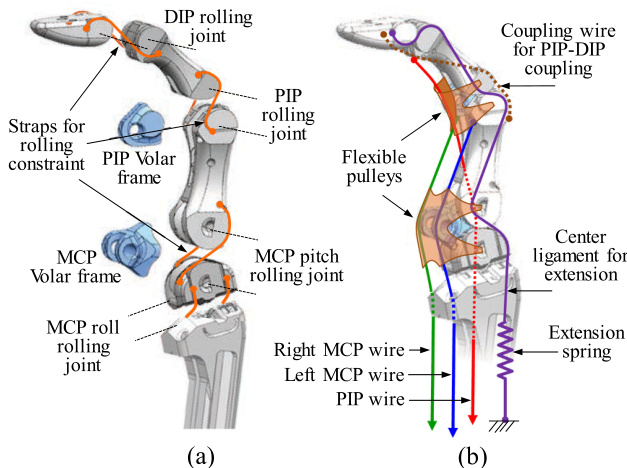 DIP rolling
joint
PIP
rolling
joint
Straps for
rolling
constraint
PIP Volar
frame
MCP
Volar frame
MCP pitch
rolling joint
MCP roll
rolling
joint
(a)
Coupling wire
for PIP-DIP
coupling
Flexible
pulleys
Center
ligament for
extension
Extension
spring
Right MCP wire
Left MCP wire
PIP wire
(b)